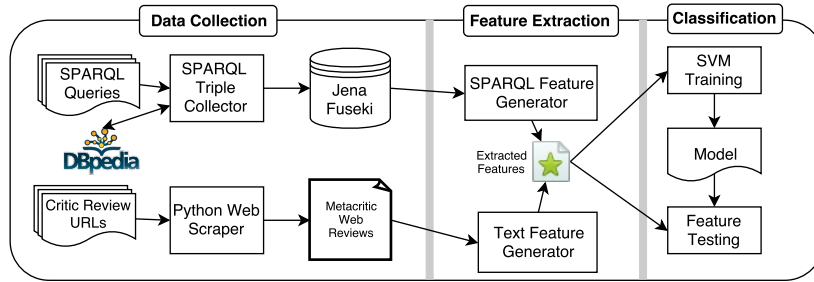 Data Collection
Feature Extraction
Classification
SPARQL
Queries
SPARQL
Triple
Collector
Jena
Fuseki
DBpedia
SPARQL Feature
Generator
Extracted
Features
SVM
Training
Model
Critic Review
URLs
Python Web
Scraper
Metacritic
Web
Reviews
Text Feature
Generator
Feature
Testing